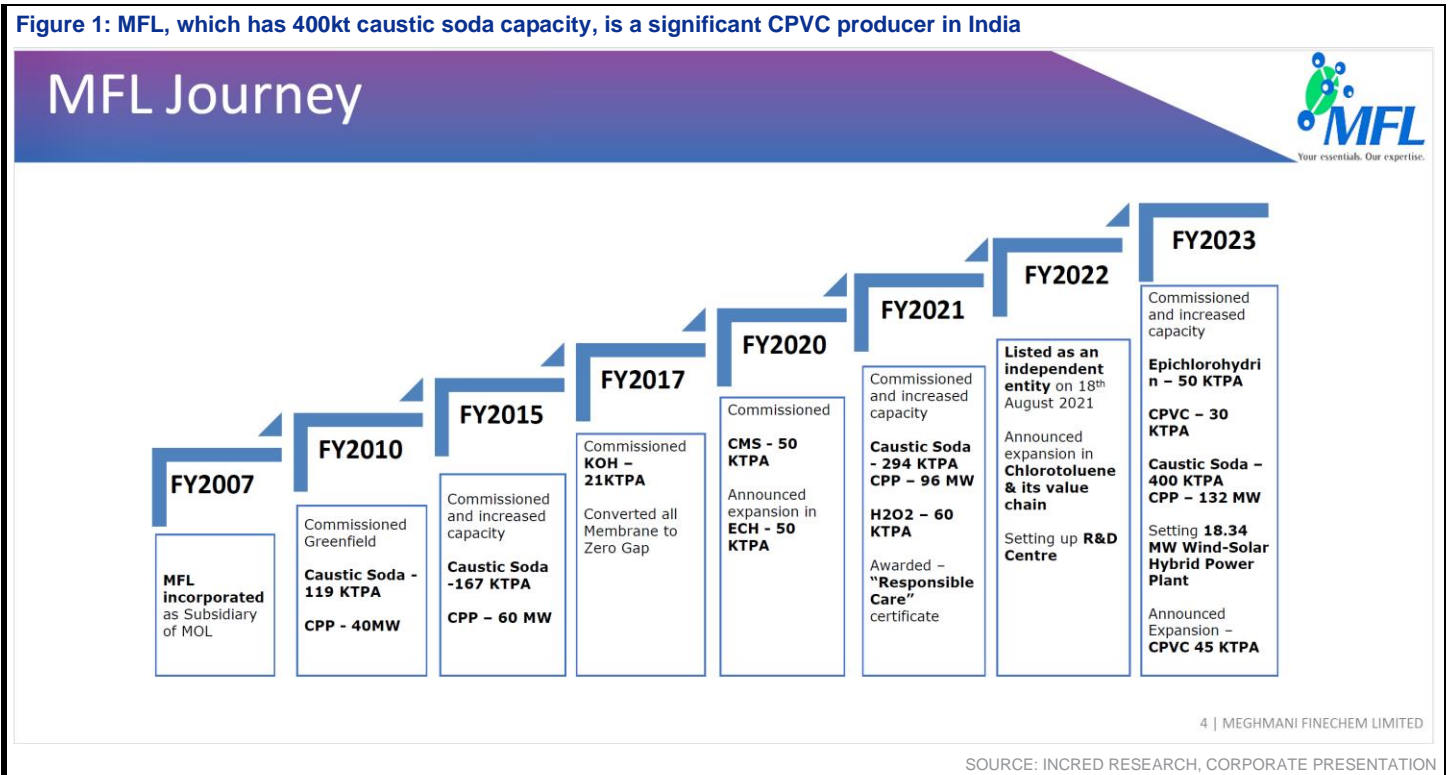 Figure 1: MFL, which has 400kt caustic soda capacity, is a significant CPVC producer in India
MFL Journey
MFL
Your essentials. Our expertise.
FY2007
MFL
incorporated
as Subsidiary
of MOL
FY2010
Commissioned
Greenfield
Caustic Soda -
119 KTPA
CPP - 40MW
FY2015
Commissioned
and increased
capacity
Caustic Soda
-167 KTPA
CPP – 60 MW
FY2017
Commissioned
KOH –
21KTPA
Converted all
Membrane to
Zero Gap
FY2020
Commissioned
CMS - 50
KTPA
Announced
expansion in
ECH - 50
KTPA
FY2021
Commissioned
and increased
capacity
Caustic Soda
- 294 KTPA
CPP – 96 MW
H2O2 – 60
KTPA
Awarded –
“Responsible
Care”
certificate
FY2022
Listed as an
independent
entity on 18th
August 2021
Announced
expansion in
Chlorotoluene
& its value
chain
Setting up R&D
Centre
FY2023
Commissioned
and increased
capacity
Epichlorohydri
n – 50 KTPA
CPVC – 30
KTPA
Caustic Soda –
400 KTPA
CPP – 132 MW
Setting 18.34
MW Wind-Solar
Hybrid Power
Plant
Announced
Expansion –
CPVC 45 KTPA
4 | MEGHMANI FINECHEM LIMITED
SOURCE: INCRED RESEARCH, CORPORATE PRESENTATION